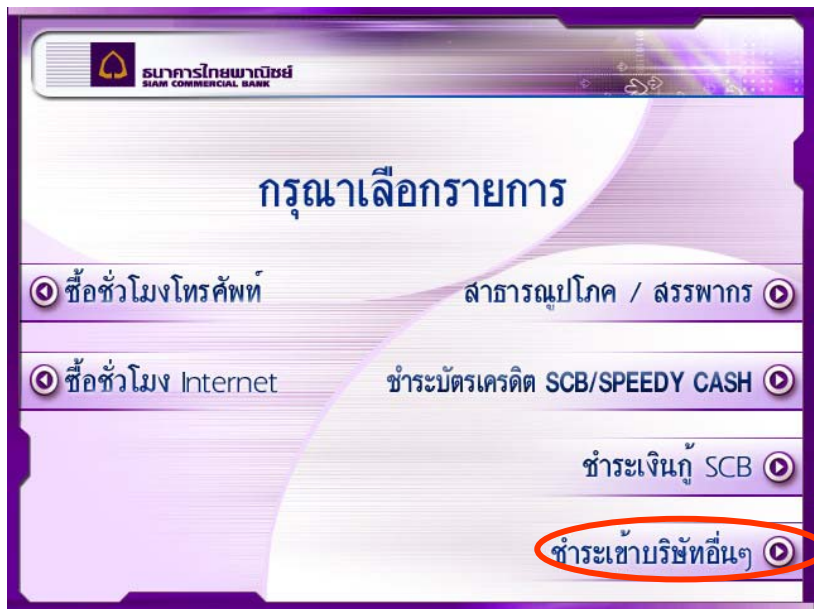 ธนาคารไทยพาณิชย์
SIAM COMMERCIAL BANK
กรุณาเลือกรายการ
ซื้อชั่วโมงโทรศัพท์
สาธารณูปโภค / สรรพากร
ซื้อชั่วโมง Internet
ชำระบัตรเครดิต SCB/SPEEDY CASH
ชำระเงินกู้ SCB
ชำระเข้าบริษัทอื่นๆ